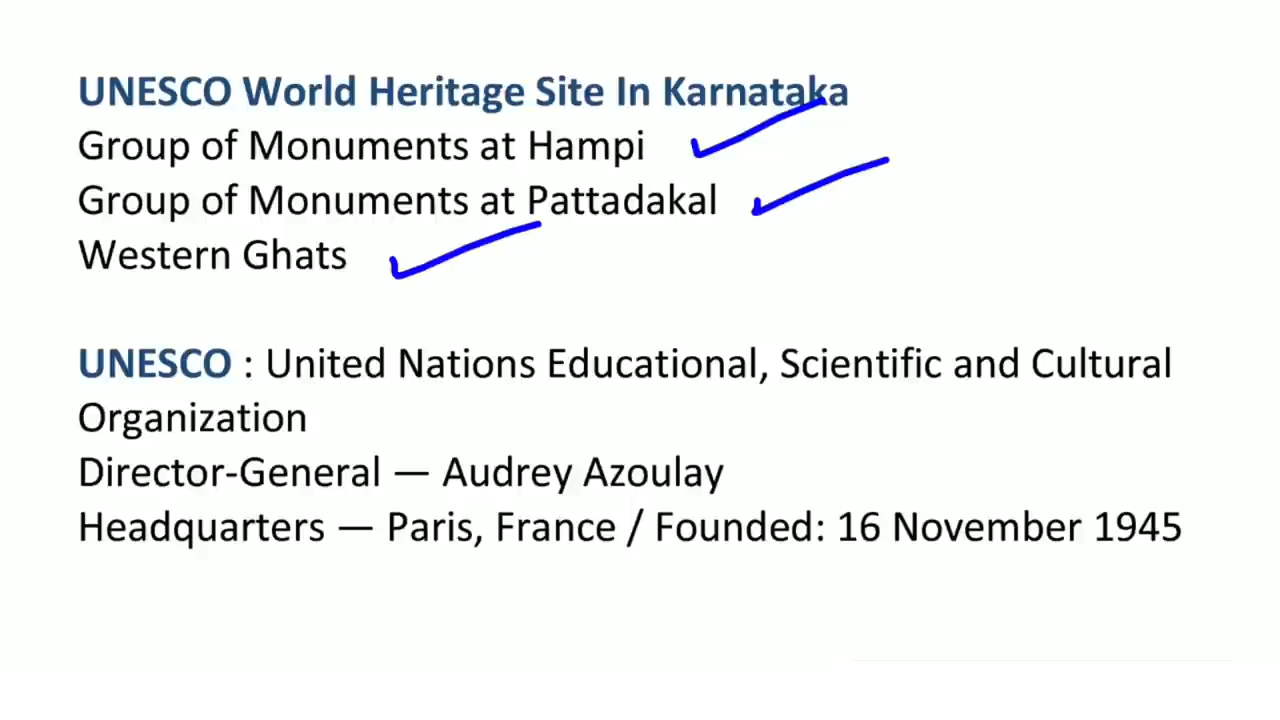 UNESCO World Heritage Site In Karnataka
Group of Monuments at Hampi
Group of Monuments at Pattadakal
Western Ghats
UNESCO : United Nations Educational, Scientific and Cultural
Organization
Director-General — Audrey Azoulay
Headquarters — Paris, France / Founded: 16 November 1945